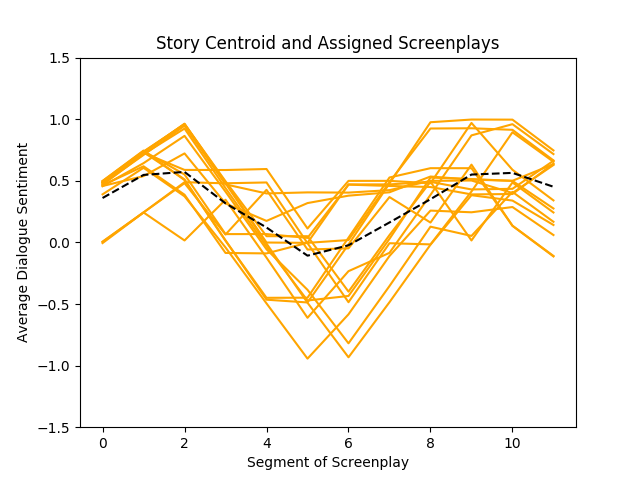 Story Centroid and Assigned Screenplays
1.5
1.0
0.5
0.0
−0.5
−1.0
−1.5
Average Dialogue Sentiment
0 2 4 6 8 10
Segment of Screenplay